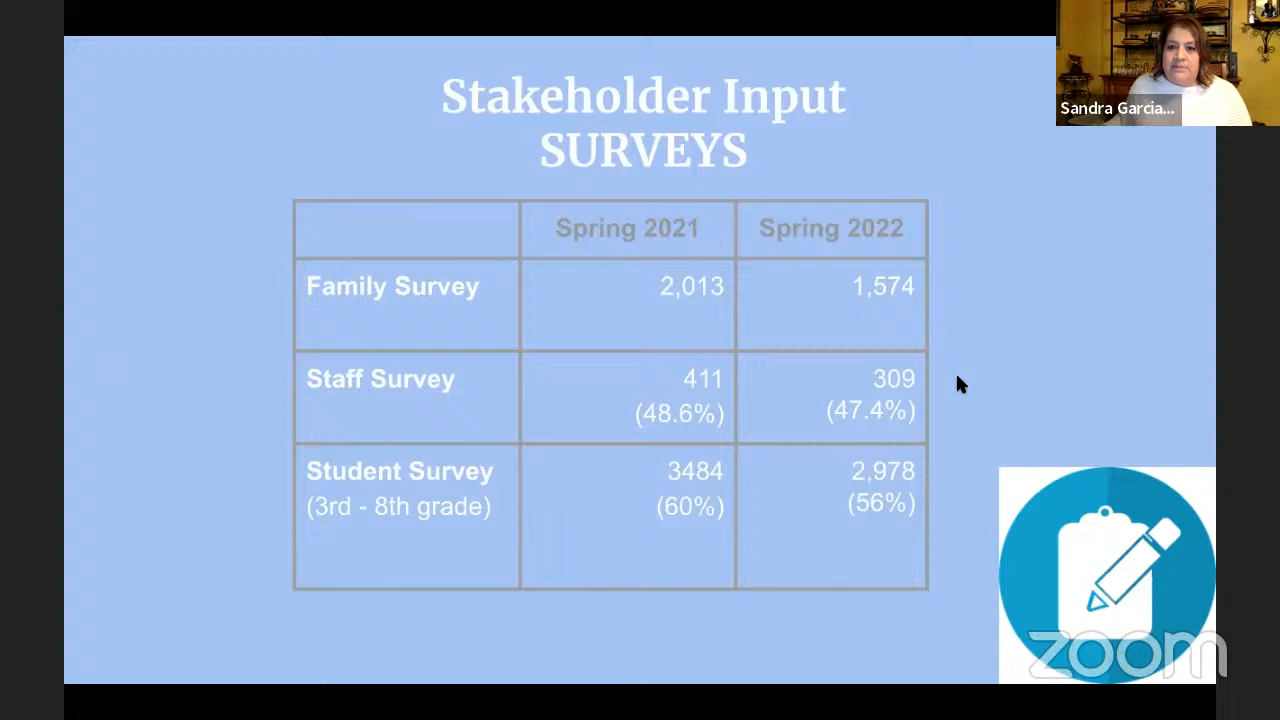 Stakeholder Input
SURVEYS
Sandra Garcia...
Spring 2021 Spring 2022
Family Survey 2,013 1,574
Staff Survey 411 309
(48.6%) (47.4%)
Student Survey 3484 2,978
(3rd - 8th grade) (60%) (56%)
zoom